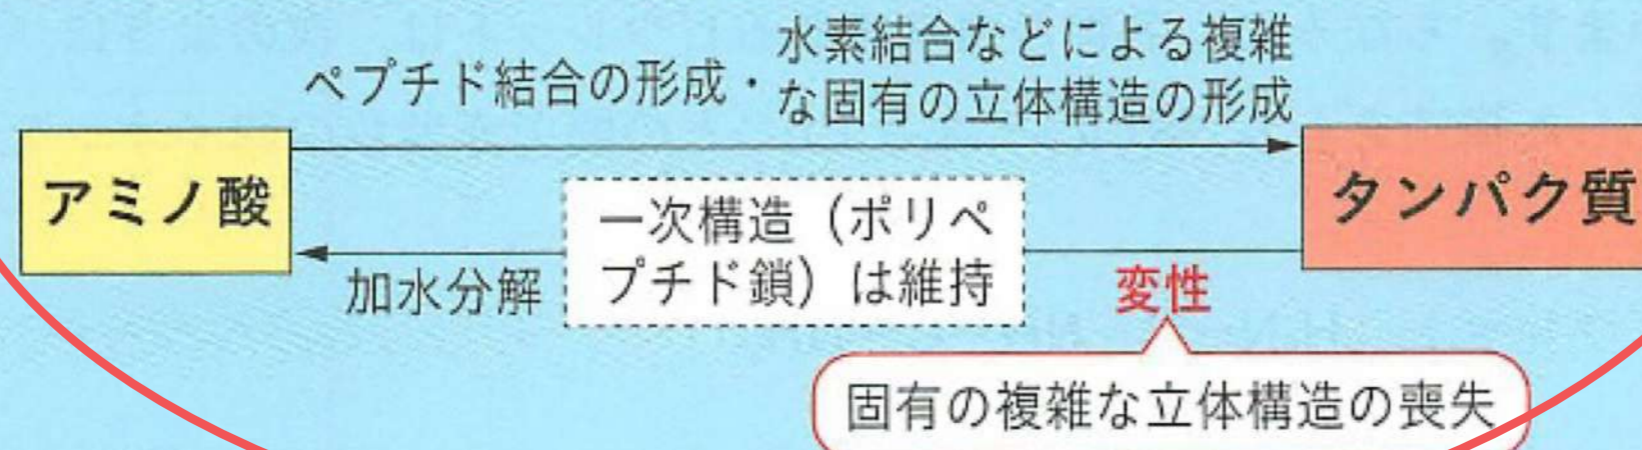 水素結合などによる複雑
ペプチド結合の形成・
な固有の立体構造の形成
アミノ酸
タンパク質
一次構造（ポリペ
プチド鎖）は維持
加水分解
変性
固有の複雑な立体構造の喪失